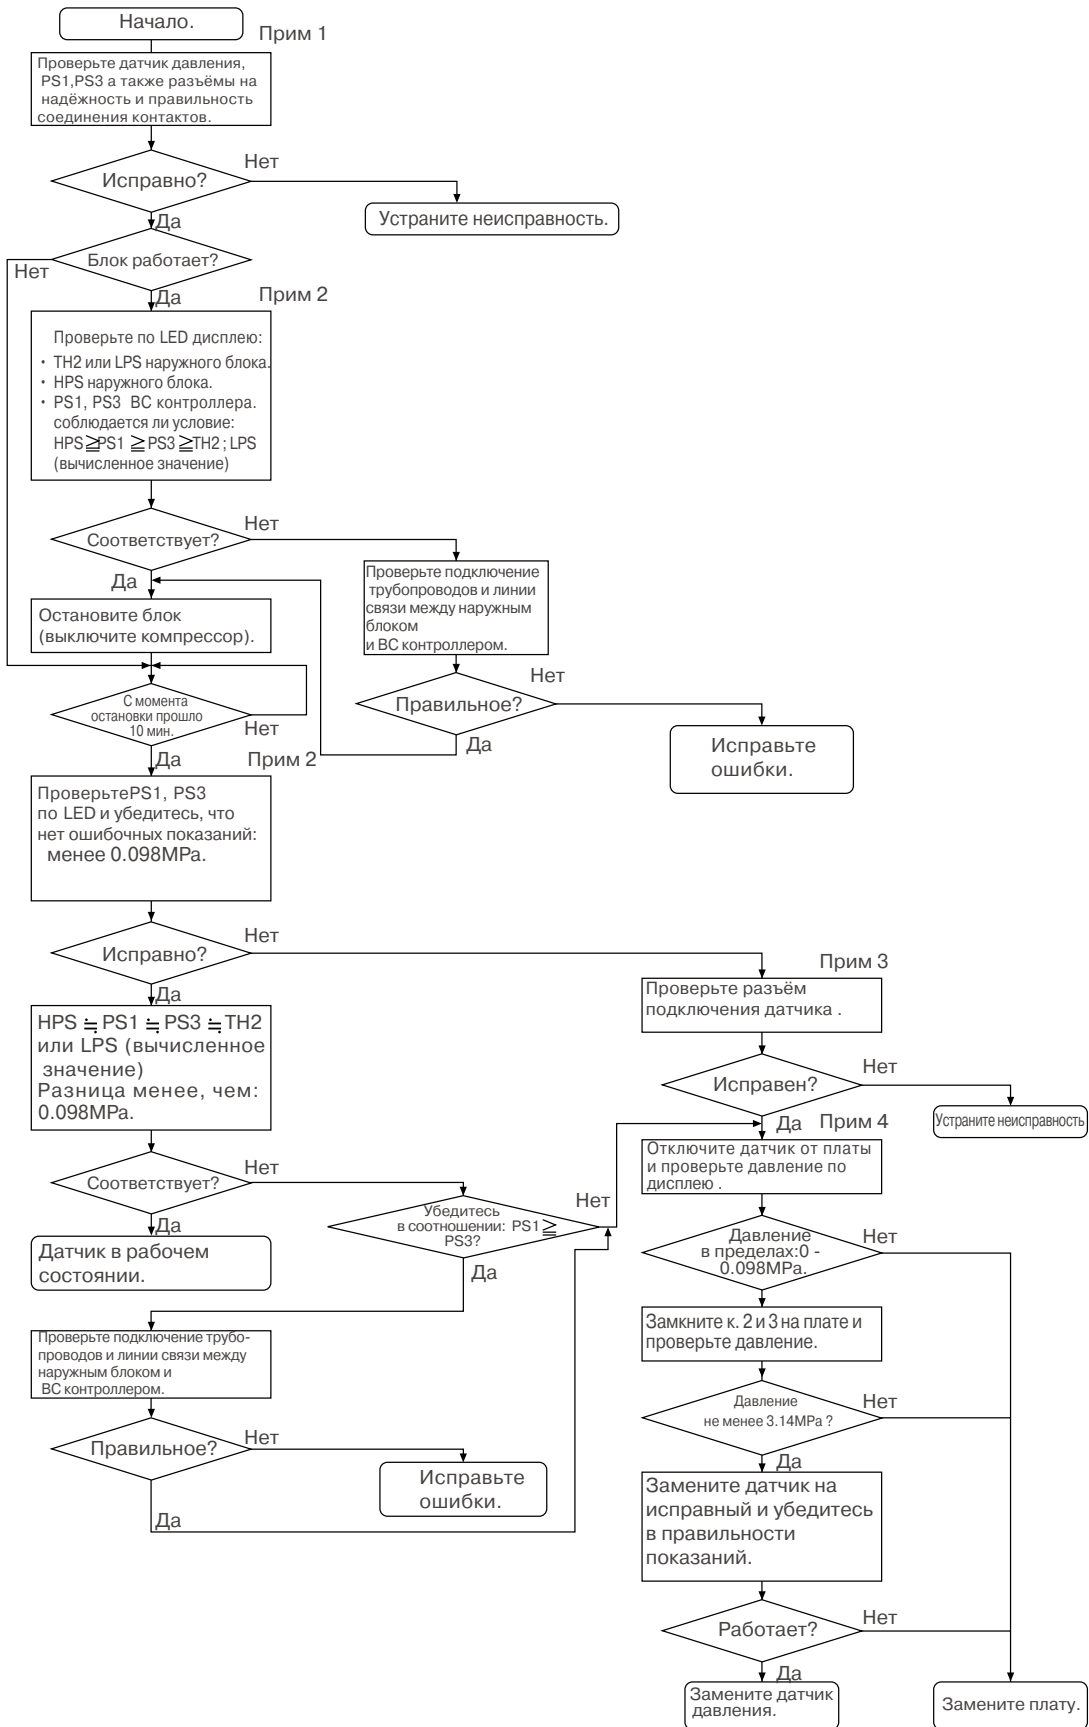 Начало.
Прим 1
Проверьте датчик давления,
PS1,PS3 а также разъёмы на
надёжность и правильность
соединения контактов.
Нет
Исправно?
Устраните неисправность.
Да
Блок работает?
Нет
Да
Прим 2
Проверьте по LED дисплею:
· TH2 или LPS наружного блока.
· HPS наружного блока.
· PS1, PS3 BC контроллера.
соблюдается ли условие:
HPS≧PS1 ≧PS3 ≧TH2 ; LPS
(вычисленное значение)
Нет
Соответствует?
Да
Проверьте подключение
трубопроводов и линии
связи между наружным
блоком
и BC контроллером.
Остановите блок
(выключите компрессор).
Нет
Правильное?
Да
С момента
остановки прошло
10 мин.
Нет
Исправьте
ошибки.
Да
Прим 2
ПроверьтеPS1, PS3
по LED и убедитесь, что
нет ошибочных показаний:
менее 0.098MPa.
Нет
Исправно?
Да
Прим 3
Проверьте разъём
подключения датчика .
HPS ≒ PS1 ≒ PS3 ≒ TH2
или LPS (вычисленное
значение)
Разница менее, чем:
0.098MPa.
Нет
Исправен?
Устраните неисправность
Да
Прим 4
Отключите датчик от платы
и проверьте давление по
дисплею .
Нет
Соответствует?
Да
Нет
Убедитесь
в соотношении: PS1≧
PS3?
Да
Датчик в рабочем
состоянии.
Давление
в пределах:0 -
0.098MPa.
Нет
Замкните к. 2 и 3 на плате и
проверьте давление.
Проверьте подключение трубо-
проводов и линии связи между
наружным блоком и
BC контроллером.
Давление
не менее 3.14MPa ?
Нет
Да
Нет
Правильное?
Да
Исправьте
ошибки.
Замените датчик на
исправный и убедитесь
в правильности
показаний.
Нет
Работает?
Да
Замените датчик
давления.
Замените плату.